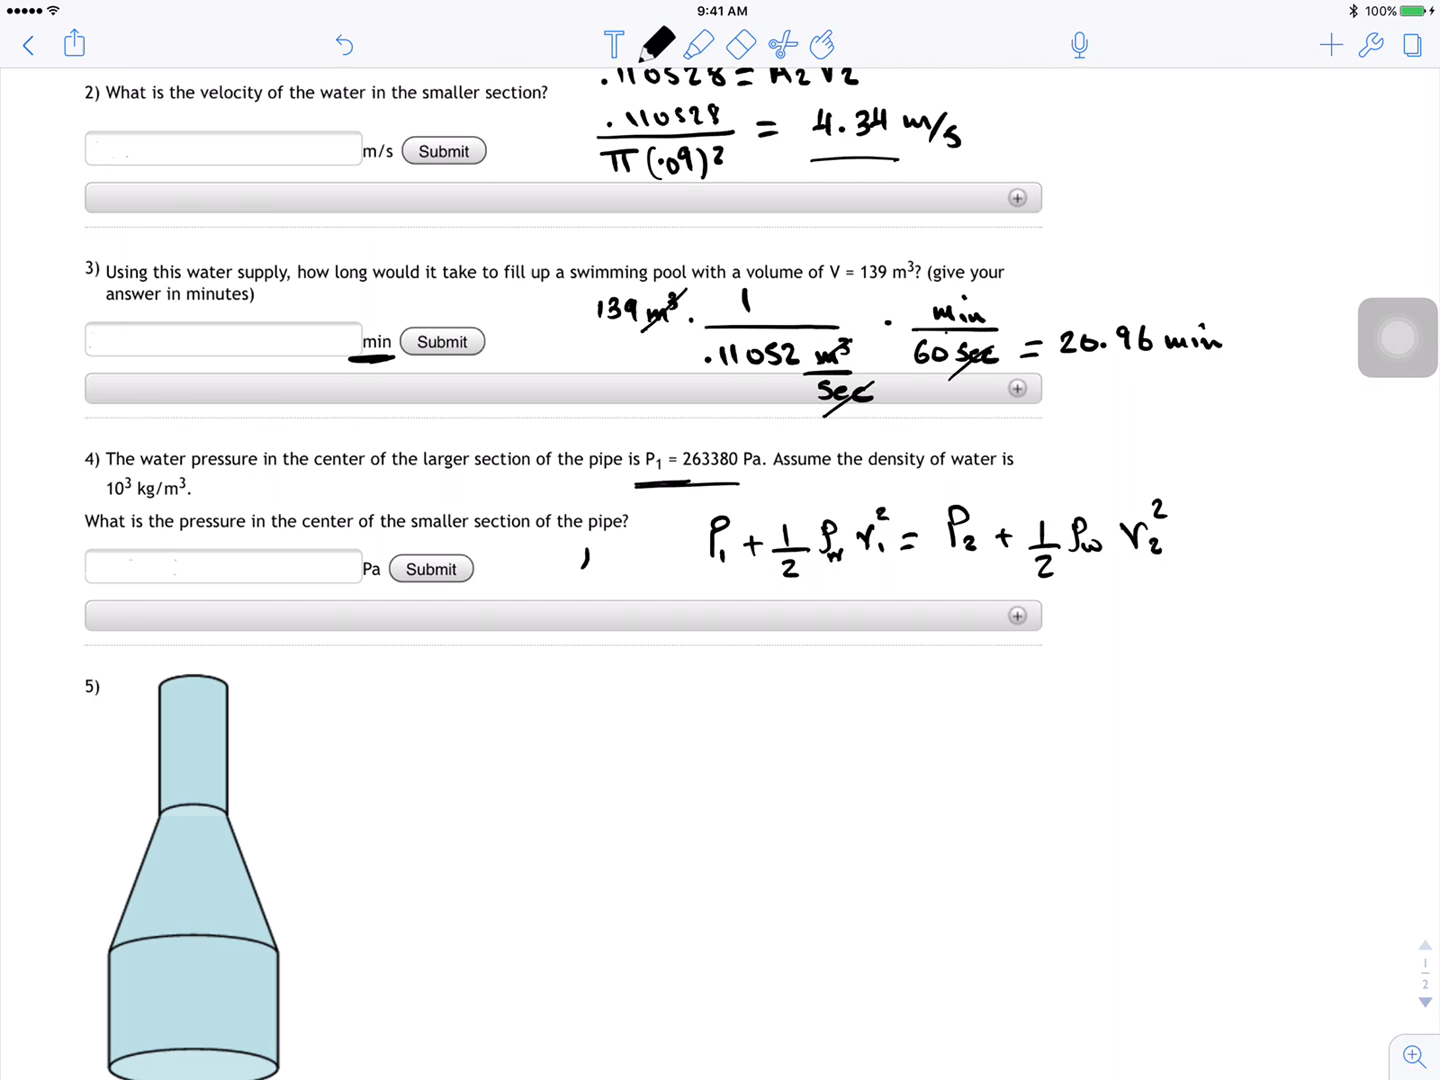 9:41 AM
100%
T
.110528 = A2 V2
2) What is the velocity of the water in the smaller section?
.110528 / π(.09)² = 4.34 m/s
m/s Submit
3) Using this water supply, how long would it take to fill up a swimming pool with a volume of V = 139 m³? (give your
answer in minutes)
139 m³ · 1 / .11052 m³/sec · min / 60 sec = 20.96 min
min Submit
4) The water pressure in the center of the larger section of the pipe is P₁ = 263380 Pa. Assume the density of water is
10³ kg/m³.
What is the pressure in the center of the smaller section of the pipe?
P₁ + 1/2 ρw v₁² = P₂ + 1/2 ρw v₂²
Pa Submit
5)
1
2